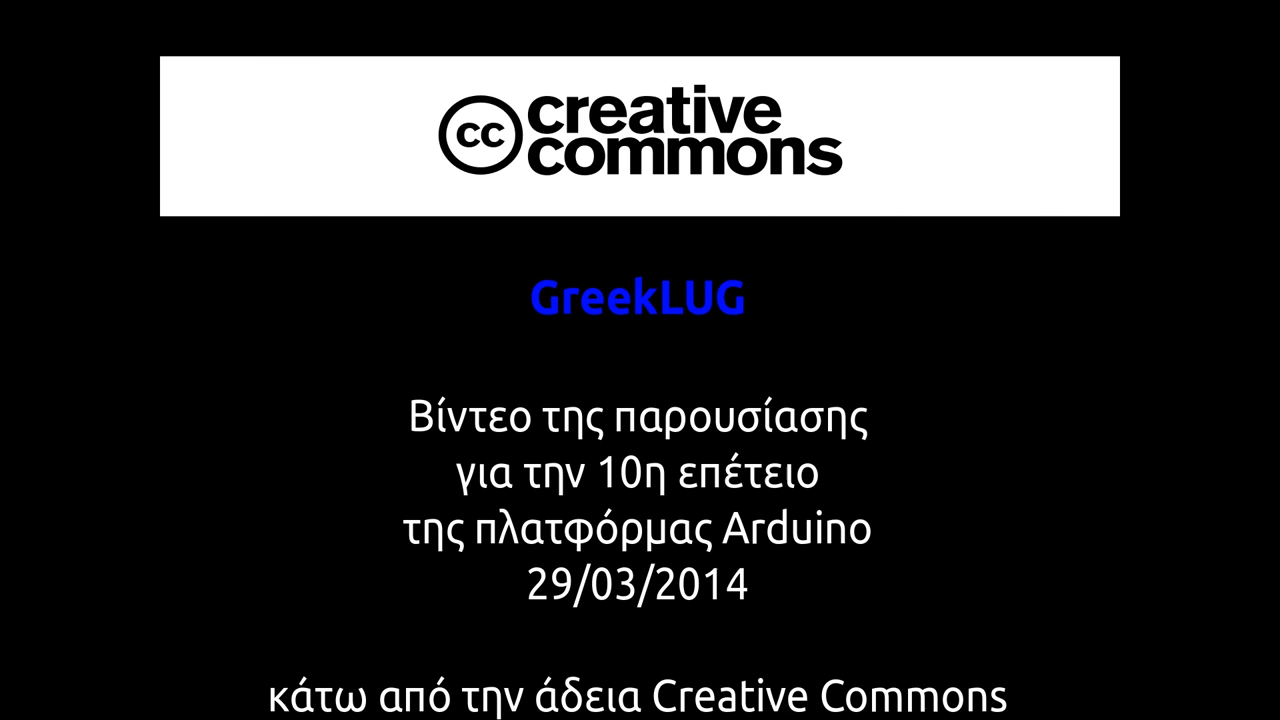 cc creative
commons
GreekLUG
Βίντεο της παρουσίασης
για την 10η επέτειο
της πλατφόρμας Arduino
29/03/2014
κάτω από την άδεια Creative Commons